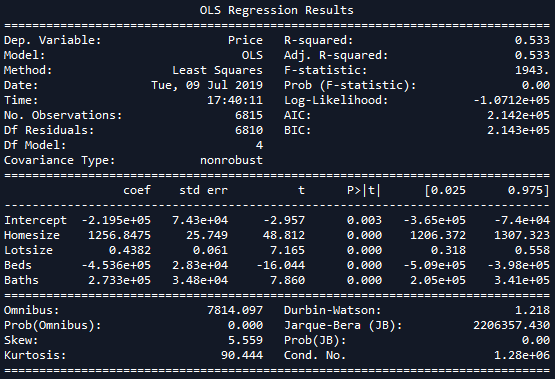 OLS Regression Results
==============================================================================
Dep. Variable: Price R-squared: 0.533
Model: OLS Adj. R-squared: 0.533
Method: Least Squares F-statistic: 1943.
Date: Tue, 09 Jul 2019 Prob (F-statistic): 0.00
Time: 17:40:11 Log-Likelihood: -1.0712e+05
No. Observations: 6815 AIC: 2.142e+05
Df Residuals: 6810 BIC: 2.143e+05
Df Model: 4
Covariance Type: nonrobust
==============================================================================
coef std err t P>|t| [0.025 0.975]
------------------------------------------------------------------------------
Intercept -2.195e+05 7.43e+04 -2.957 0.003 -3.65e+05 -7.4e+04
Homesize 1256.8475 25.749 48.812 0.000 1206.372 1307.323
Lotsize 0.4382 0.061 7.165 0.000 0.318 0.558
Beds -4.536e+05 2.83e+04 -16.044 0.000 -5.09e+05 -3.98e+05
Baths 2.733e+05 3.48e+04 7.860 0.000 2.05e+05 3.41e+05
==============================================================================
Omnibus: 7814.097 Durbin-Watson: 1.218
Prob(Omnibus): 0.000 Jarque-Bera (JB): 2206357.430
Skew: 5.559 Prob(JB): 0.00
Kurtosis: 90.444 Cond. No. 1.28e+06
==============================================================================